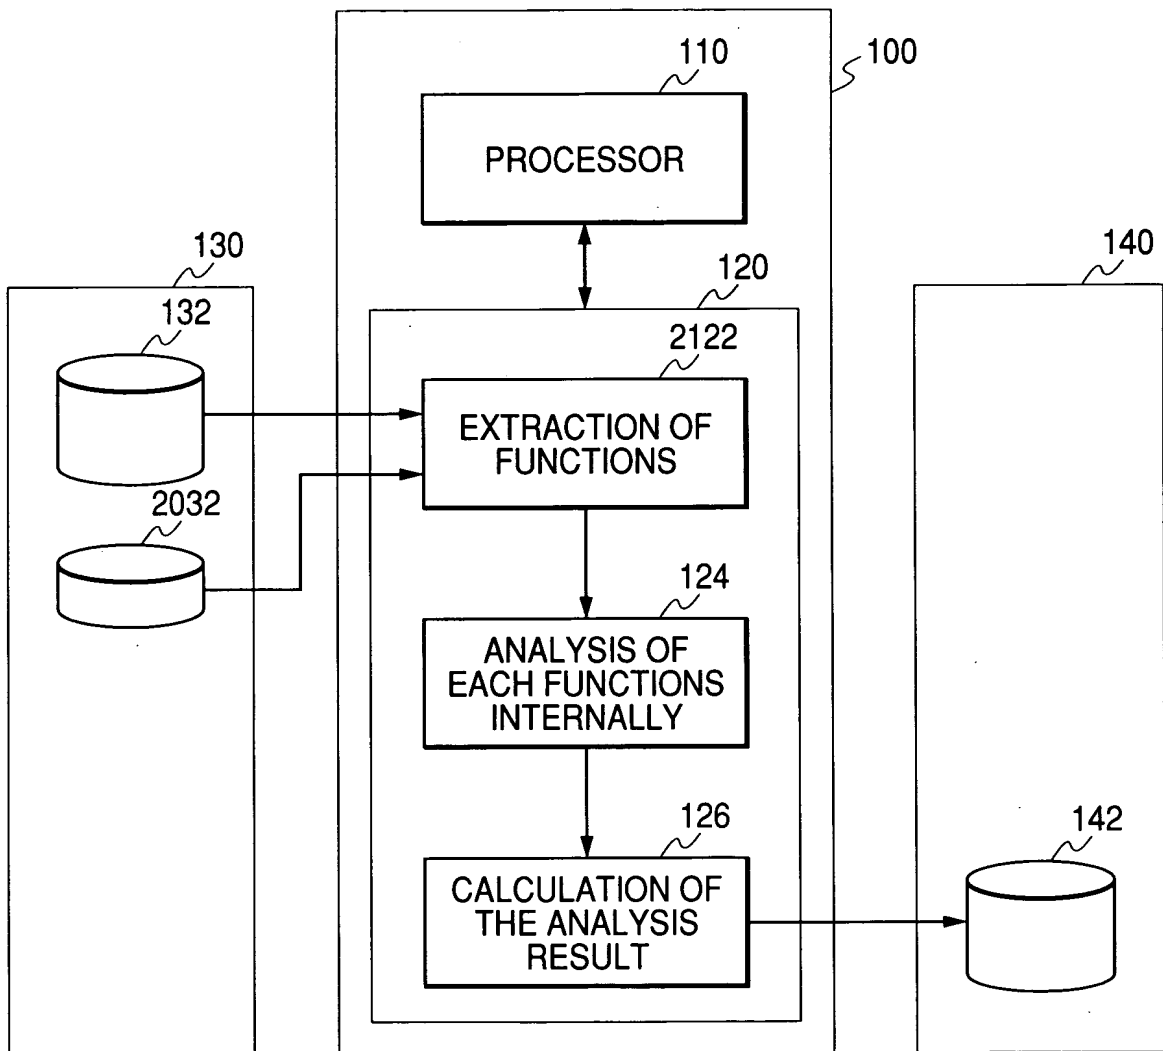 100
110
PROCESSOR
130
120
140
132
2122
EXTRACTION OF
FUNCTIONS
2032
124
ANALYSIS OF
EACH FUNCTIONS
INTERNALLY
126
142
CALCULATION OF
THE ANALYSIS
RESULT